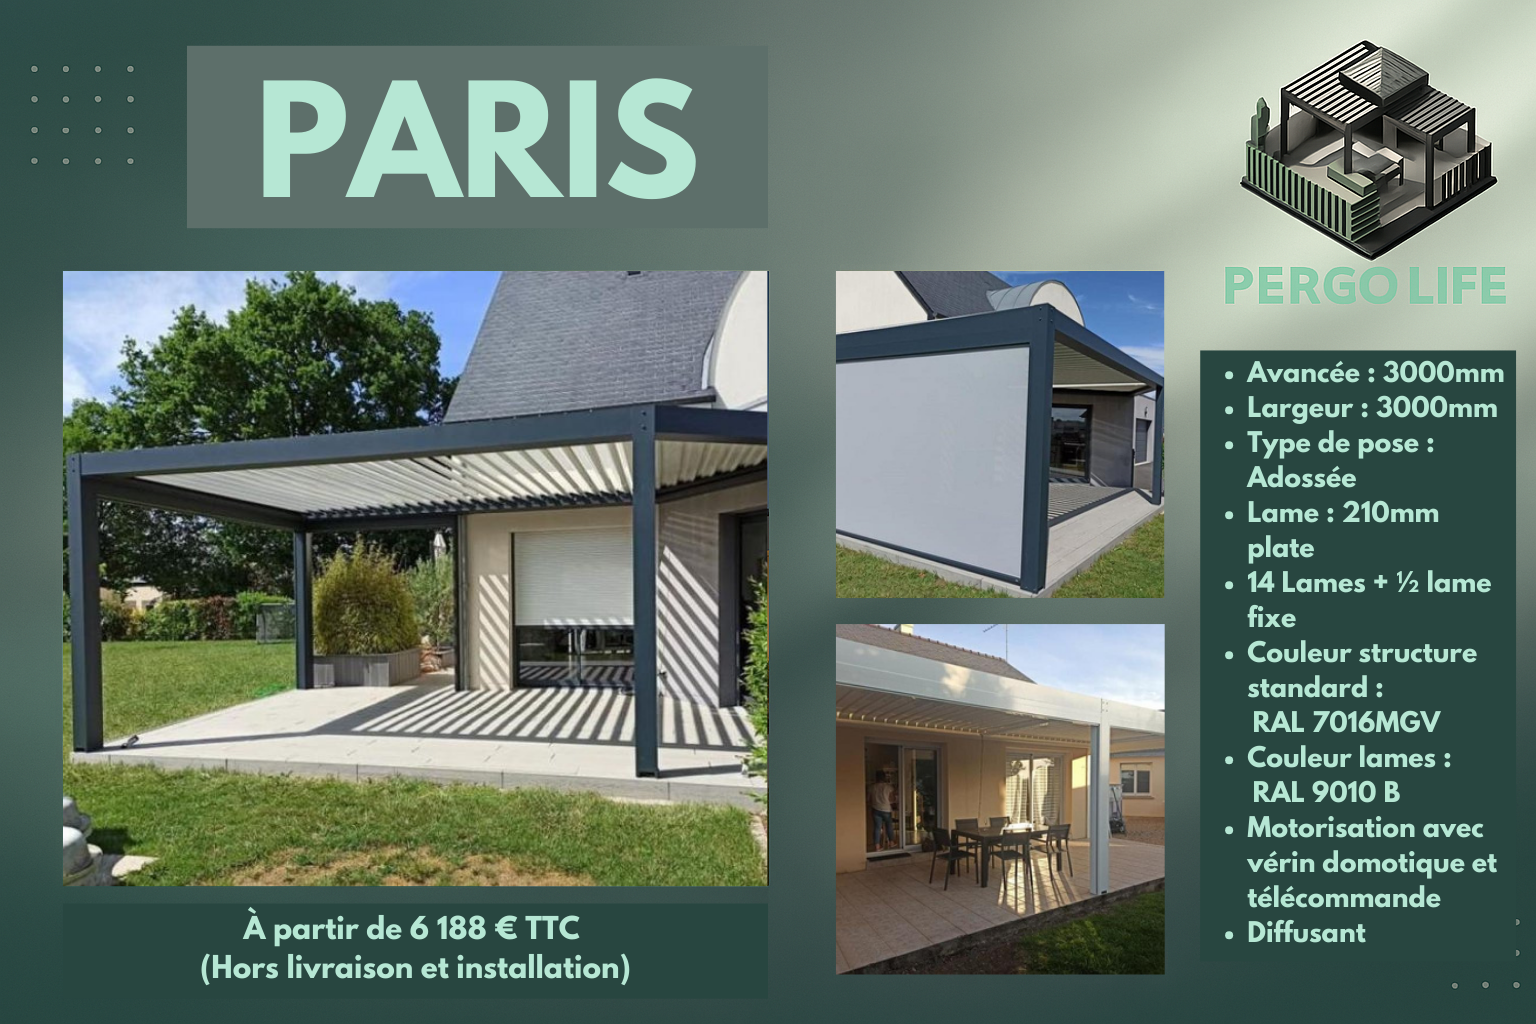 PARIS
PERGO LIFE
• Avancée : 3000mm
• Largeur : 3000mm
• Type de pose :
Adossée
• Lame : 210mm
plate
• 14 Lames + ½ lame
fixe
• Couleur structure
standard :
RAL 7016MGV
• Couleur lames :
RAL 9010 B
• Motorisation avec
vérin domotique et
télécommande
• Diffusant
À partir de 6 188 € TTC
(Hors livraison et installation)